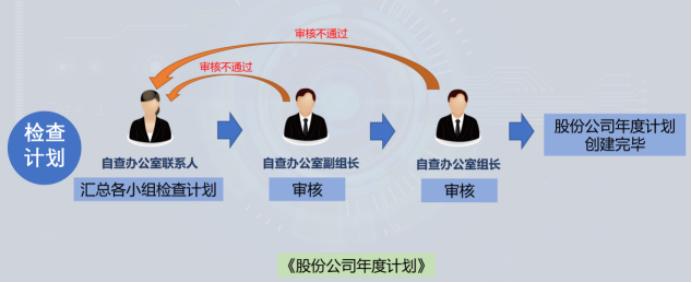 审核不通过
审核不通过
检查
计划
自查办公室联系人
自查办公室副组长
自查办公室组长
汇总各小组检查计划
审核
审核
股份公司年度计划
创建完毕
《股份公司年度计划》